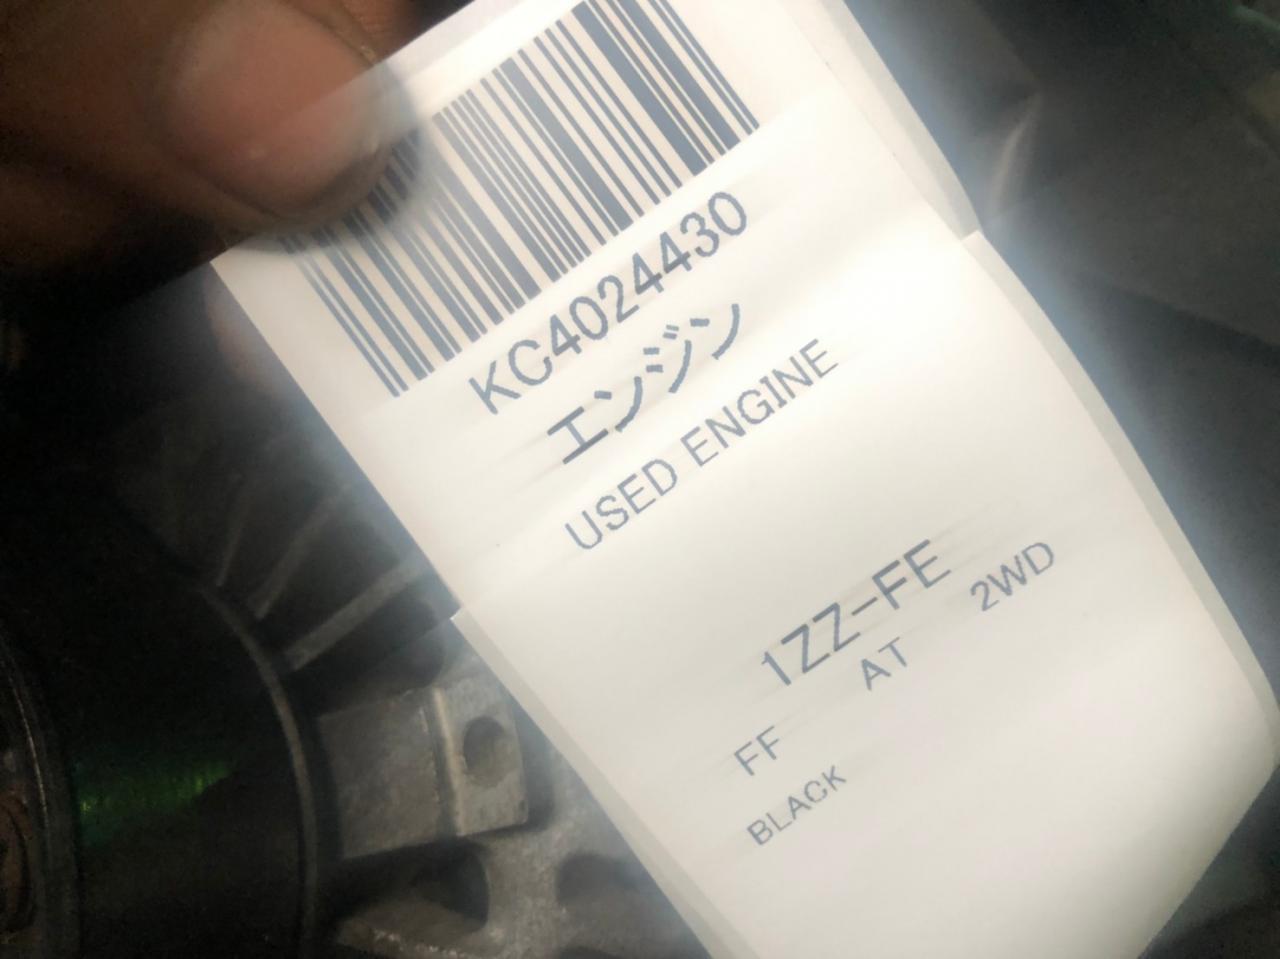 KC4024430
エンジン
USED ENGINE
1ZZ-FE
FF AT 2WD
BLACK